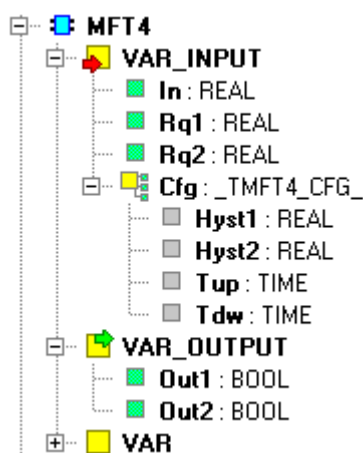 MFT4
VAR_INPUT
In : REAL
Rq1 : REAL
Rq2 : REAL
Cfg : _TMFT4_CFG_
Hyst1 : REAL
Hyst2 : REAL
Tup : TIME
Tdw : TIME
VAR_OUTPUT
Out1 : BOOL
Out2 : BOOL
VAR